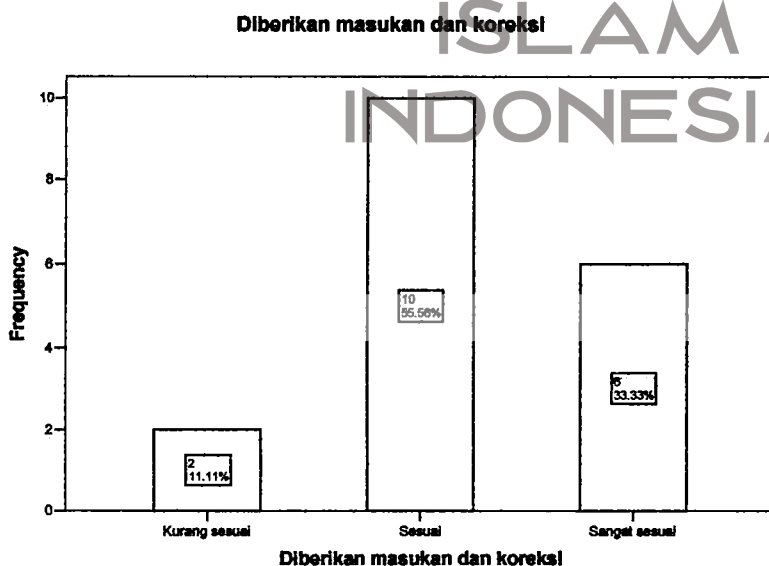 Diberikan masukan dan koreksi
ISLAM
INDONESIA
10
8
6
4
2
0
Frequency
2
11.11%
10
55.56%
6
33.33%
Kurang sesuai
Sesuai
Sangat sesuai
Diberikan masukan dan koreksi